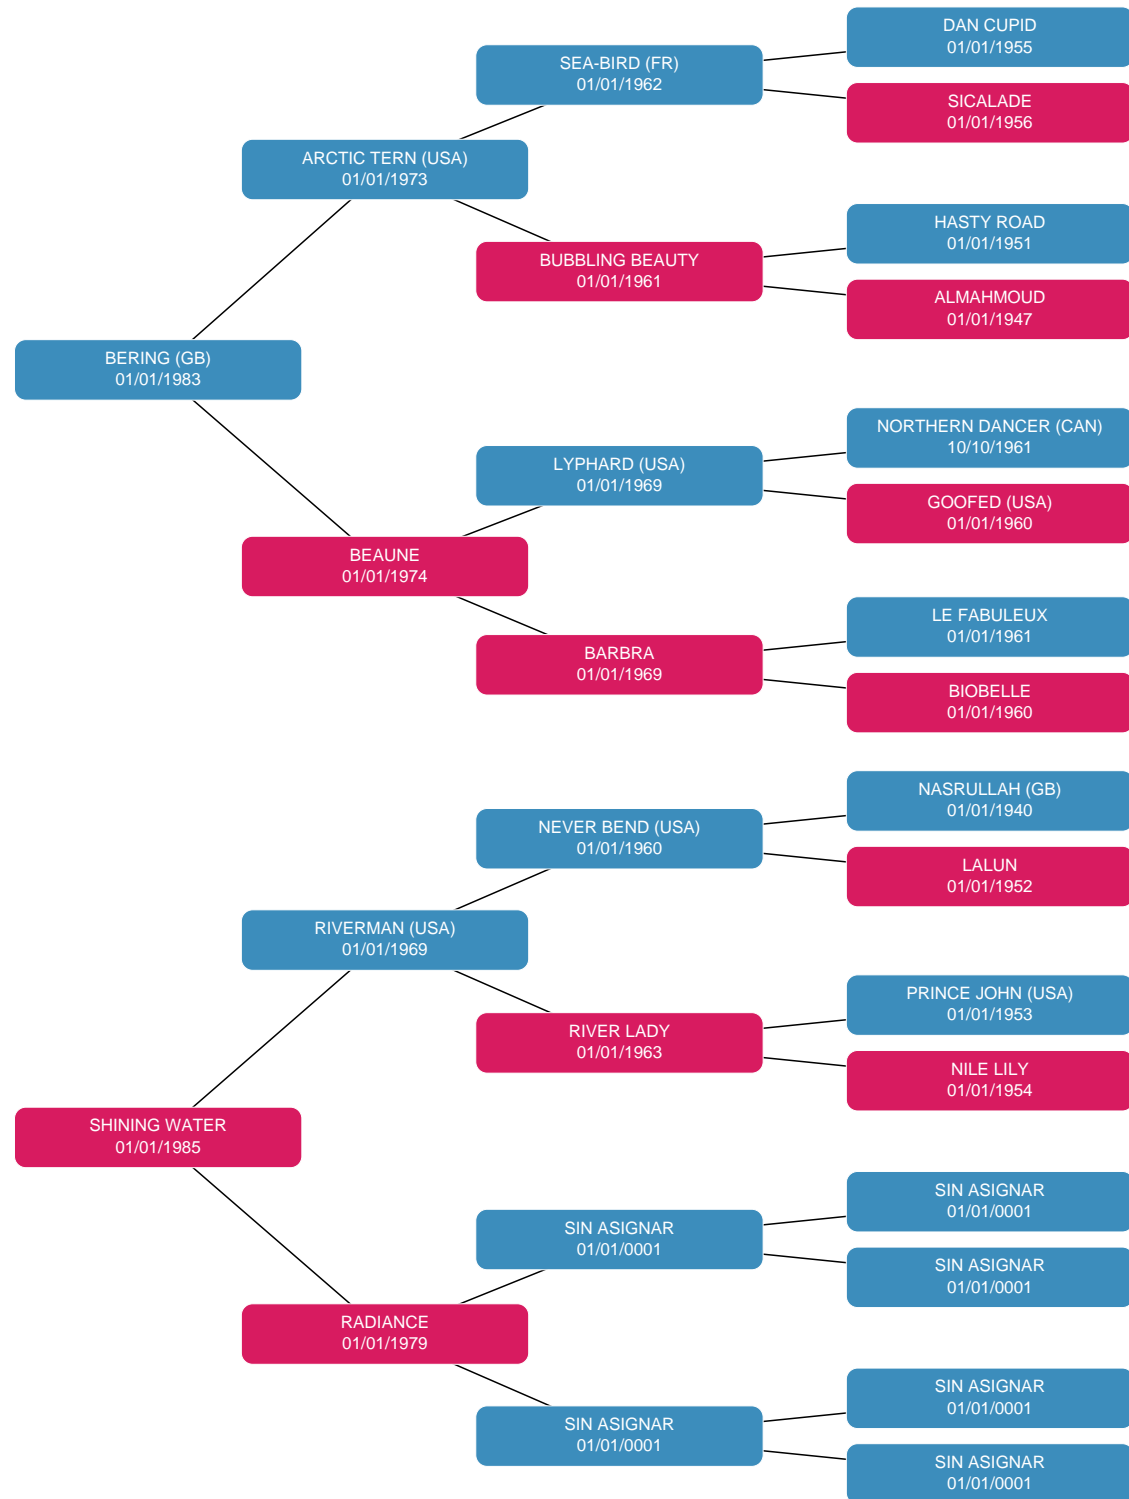 DAN CUPID
01/01/1955
SEA-BIRD (FR)
01/01/1962
SICALADE
01/01/1956
ARCTIC TERN (USA)
01/01/1973
HASTY ROAD
01/01/1951
BUBBLING BEAUTY
01/01/1961
ALMAHMOUD
01/01/1947
BERING (GB)
01/01/1983
NORTHERN DANCER (CAN)
10/10/1961
LYPHARD (USA)
01/01/1969
GOOFED (USA)
01/01/1960
BEAUNE
01/01/1974
LE FABULEUX
01/01/1961
BARBRA
01/01/1969
BIOBELLE
01/01/1960
NASRULLAH (GB)
01/01/1940
NEVER BEND (USA)
01/01/1960
LALUN
01/01/1952
RIVERMAN (USA)
01/01/1969
PRINCE JOHN (USA)
01/01/1953
RIVER LADY
01/01/1963
NILE LILY
01/01/1954
SHINING WATER
01/01/1985
SIN ASIGNAR
01/01/0001
SIN ASIGNAR
01/01/0001
SIN ASIGNAR
01/01/0001
RADIANCE
01/01/1979
SIN ASIGNAR
01/01/0001
SIN ASIGNAR
01/01/0001
SIN ASIGNAR
01/01/0001